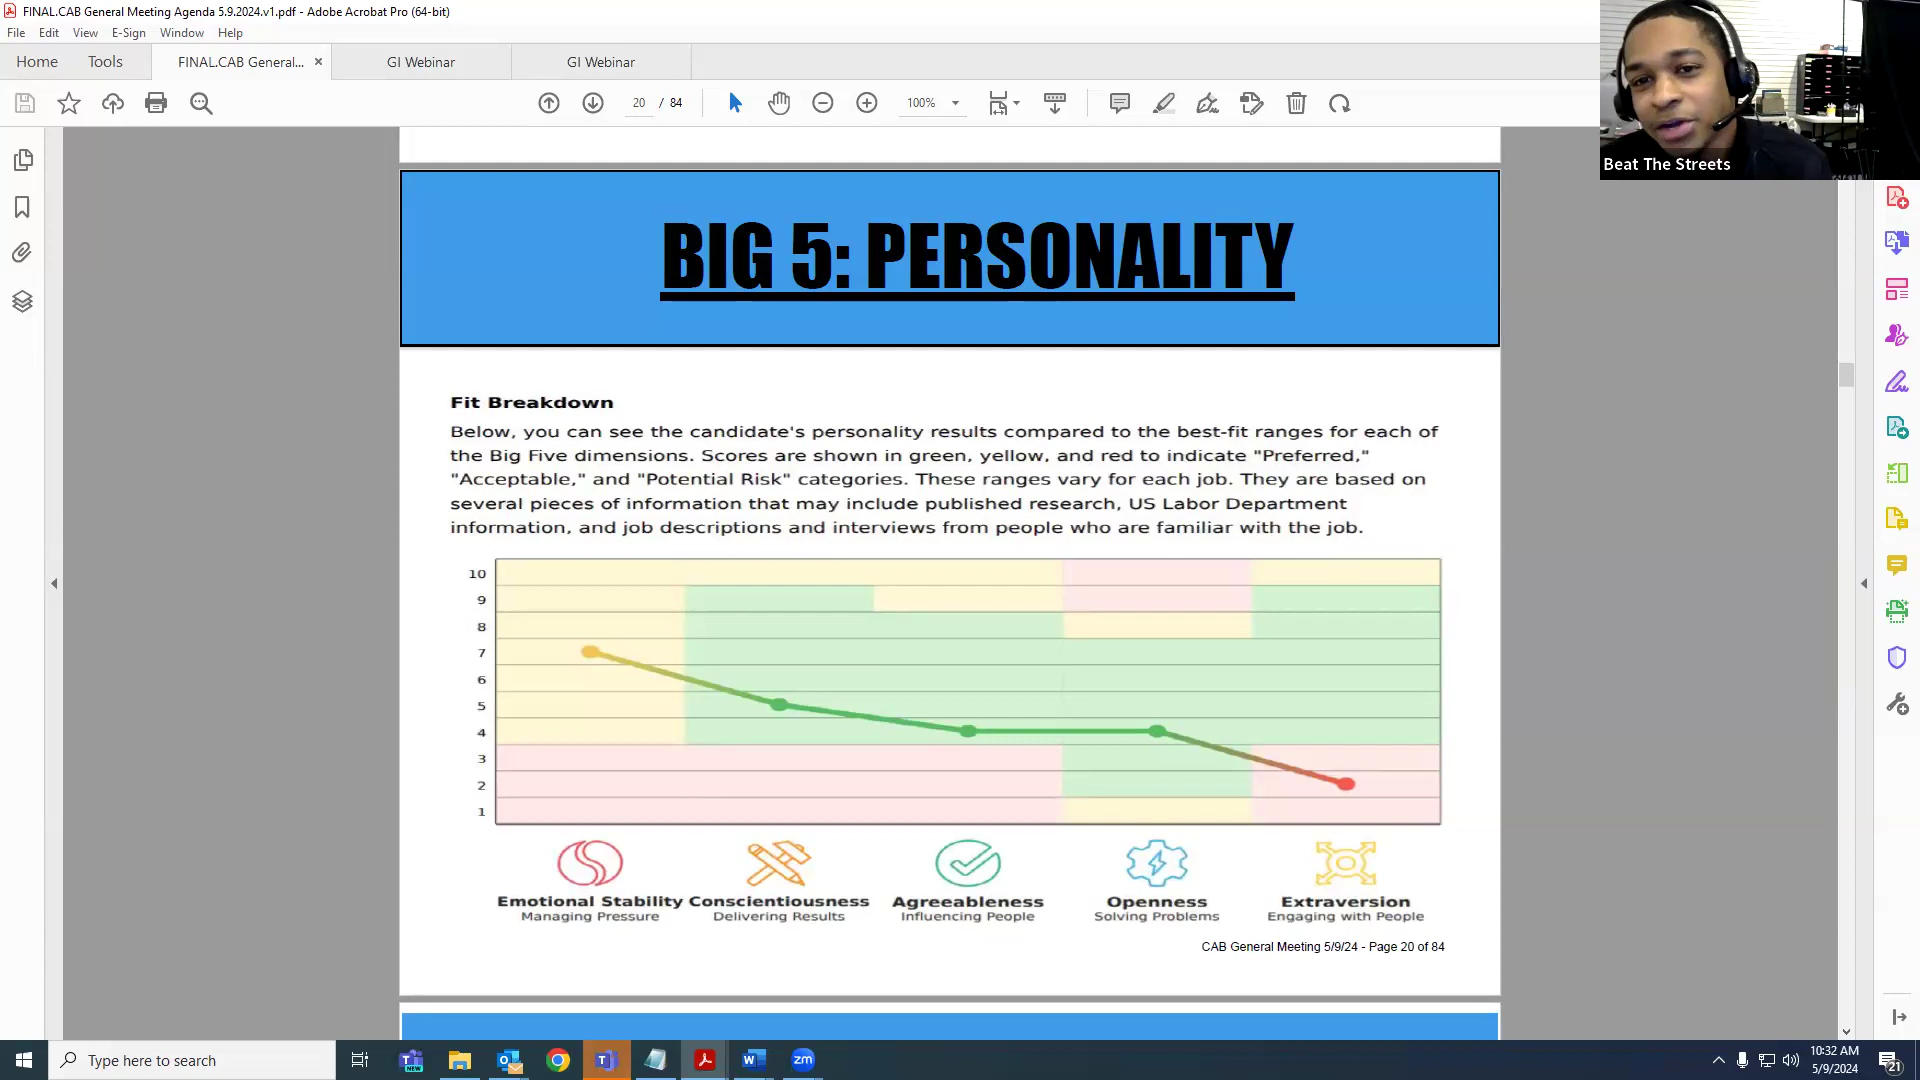 FINAL.CAB General Meeting Agenda 5.9.2024.v1.pdf - Adobe Acrobat Pro (64-bit)
File Edit View E-Sign Window Help
Home Tools FINAL.CAB General... × GI Webinar GI Webinar
20 / 84 100%
Beat The Streets
BIG 5: PERSONALITY
Fit Breakdown
Below, you can see the candidate's personality results compared to the best-fit ranges for each of
the Big Five dimensions. Scores are shown in green, yellow, and red to indicate "Preferred,"
"Acceptable," and "Potential Risk" categories. These ranges vary for each job. They are based on
several pieces of information that may include published research, US Labor Department
information, and job descriptions and interviews from people who are familiar with the job.
10
9
8
7
6
5
4
3
2
1
Emotional Stability Conscientiousness Agreeableness Openness Extraversion
Managing Pressure Delivering Results Influencing People Solving Problems Engaging with People
CAB General Meeting 5/9/24 - Page 20 of 84
Type here to search
NEW
zm
10:32 AM
5/9/2024
21